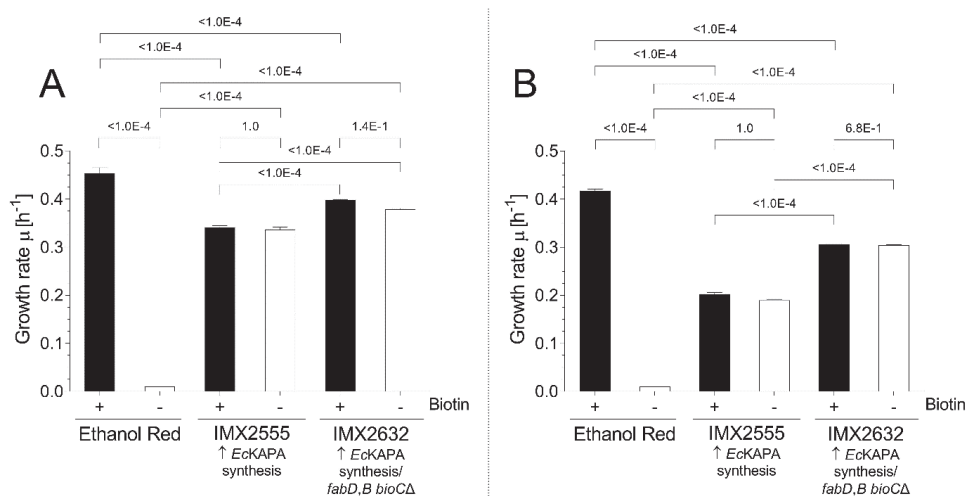 A
<1.0E-4
<1.0E-4
<1.0E-4
<1.0E-4
<1.0E-4 1.0 1.4E-1
<1.0E-4
<1.0E-4
Growth rate µ [h-1]
0.5
0.4
0.3
0.2
0.1
0.0
+ - + - + - Biotin
Ethanol Red IMX2555 IMX2632
↑ EcKAPA synthesis
↑ EcKAPA synthesis/ fabD,B bioCΔ
B
<1.0E-4
<1.0E-4
<1.0E-4
<1.0E-4
<1.0E-4 1.0 6.8E-1
<1.0E-4
<1.0E-4
Growth rate µ [h-1]
0.5
0.4
0.3
0.2
0.1
0.0
+ - + - + - Biotin
Ethanol Red IMX2555 IMX2632
↑ EcKAPA synthesis
↑ EcKAPA synthesis/ fabD,B bioCΔ